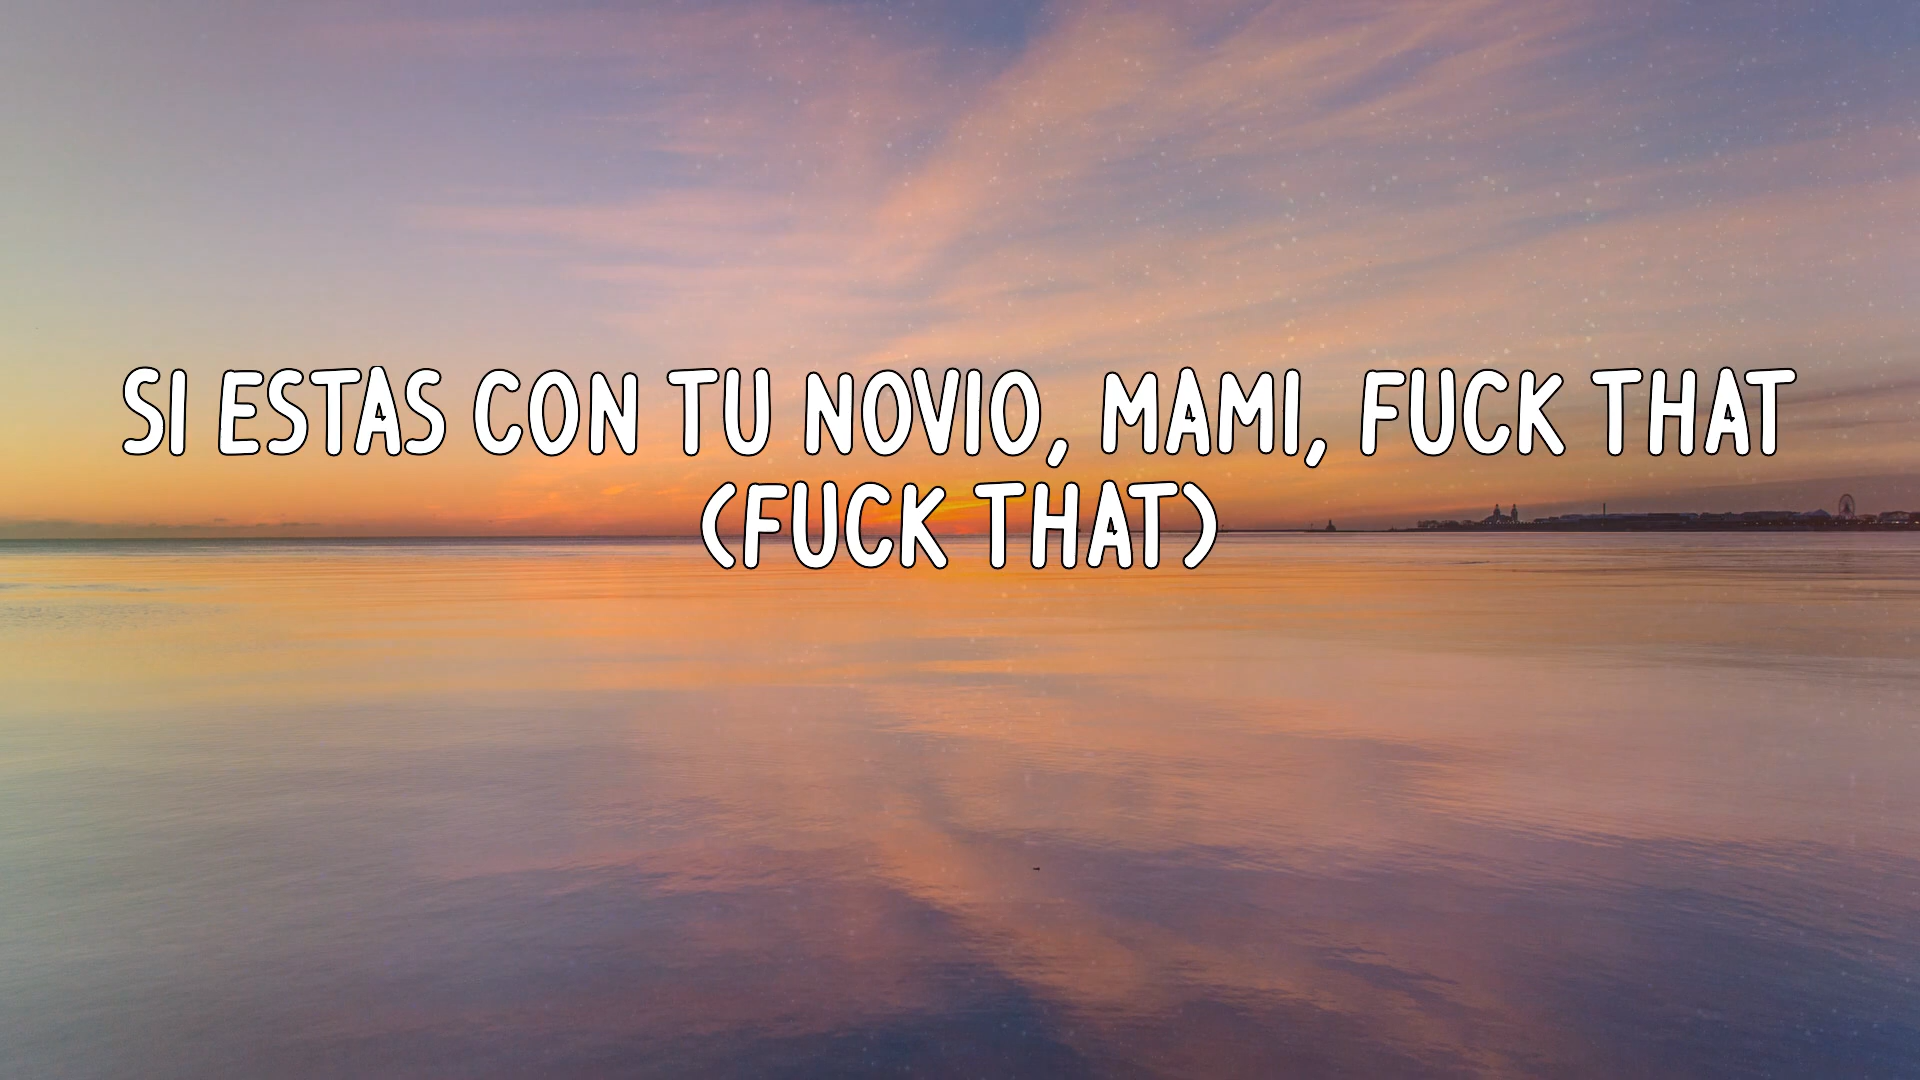 SI ESTAS CON TU NOVIO, MAMI, FUCK THAT
(FUCK THAT)